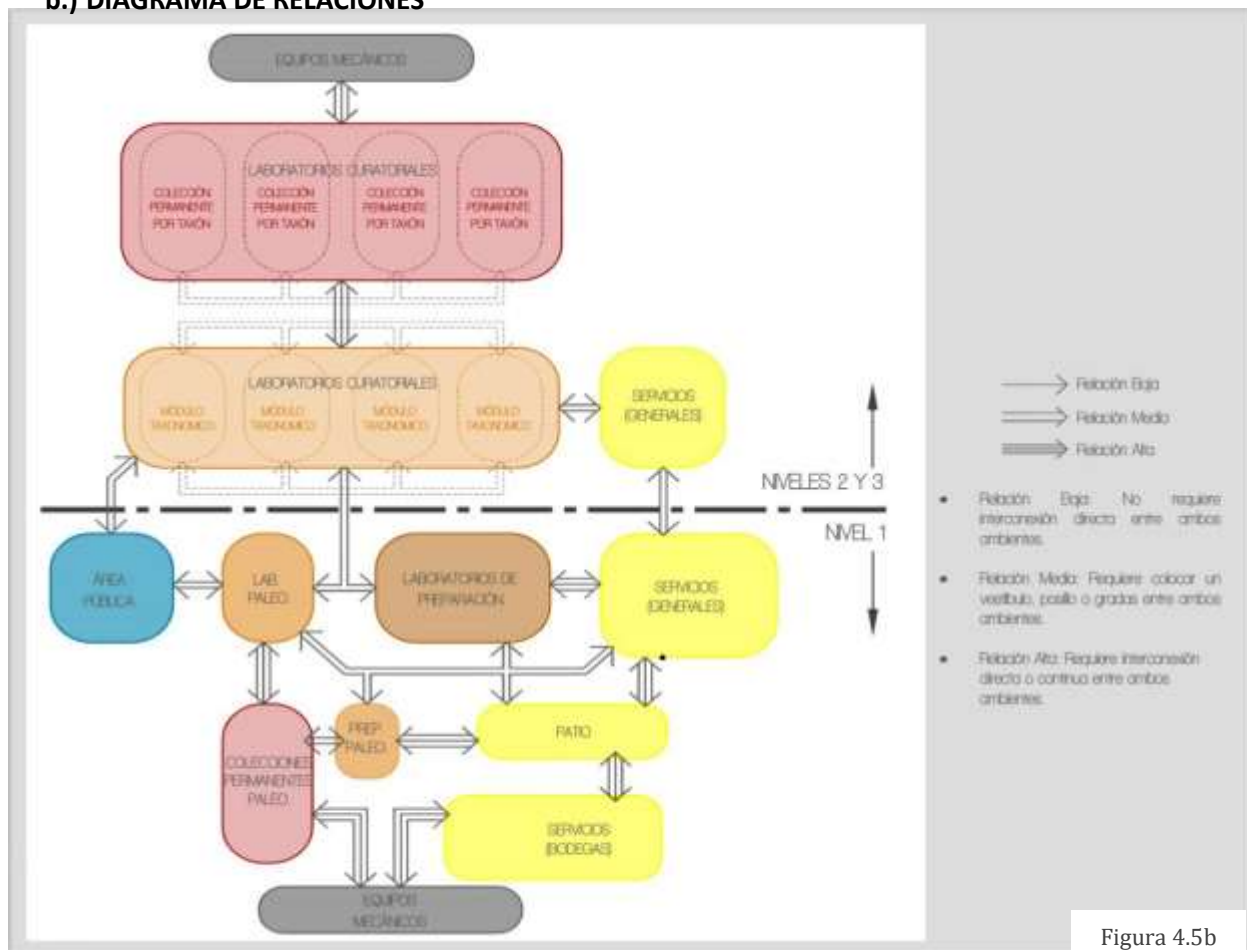 b.) DIAGRAMA DE RELACIONES
EQUIPOS MECÁNICOS
LABORATORIOS CURATORIALES
COLECCIÓN
PERMANENTE
POR TAXÓN
COLECCIÓN
PERMANENTE
POR TAXÓN
COLECCIÓN
PERMANENTE
POR TAXÓN
COLECCIÓN
PERMANENTE
POR TAXÓN
LABORATORIOS CURATORIALES
MÓDULO
TAXONOMICO
MÓDULO
TAXONOMICO
MÓDULO
TAXONOMICO
MÓDULO
TAXONOMICO
SERVICIOS
(GENERALES)
NIVELES 2 Y 3
NIVEL 1
ÁREA
PÚBLICA
LAB.
PALEO.
LABORATORIOS DE
PREPARACIÓN
SERVICIOS
(GENERALES)
COLECCIONES
PERMANENTES
PALEO.
PREP.
PALEO.
PATIO
SERVICIOS
(BODEGAS)
EQUIPOS
MECÁNICOS
Relación Baja
Relación Media
Relación Alta
• Relación Baja: No requiere
interconexión directa entre ambos
ambientes.
• Relación Media: Requiere colocar un
vestíbulo, pasillo o gradas entre ambos
ambientes.
• Relación Alta: Requiere interconexión
directa o continua entre ambos
ambientes.
Figura 4.5b